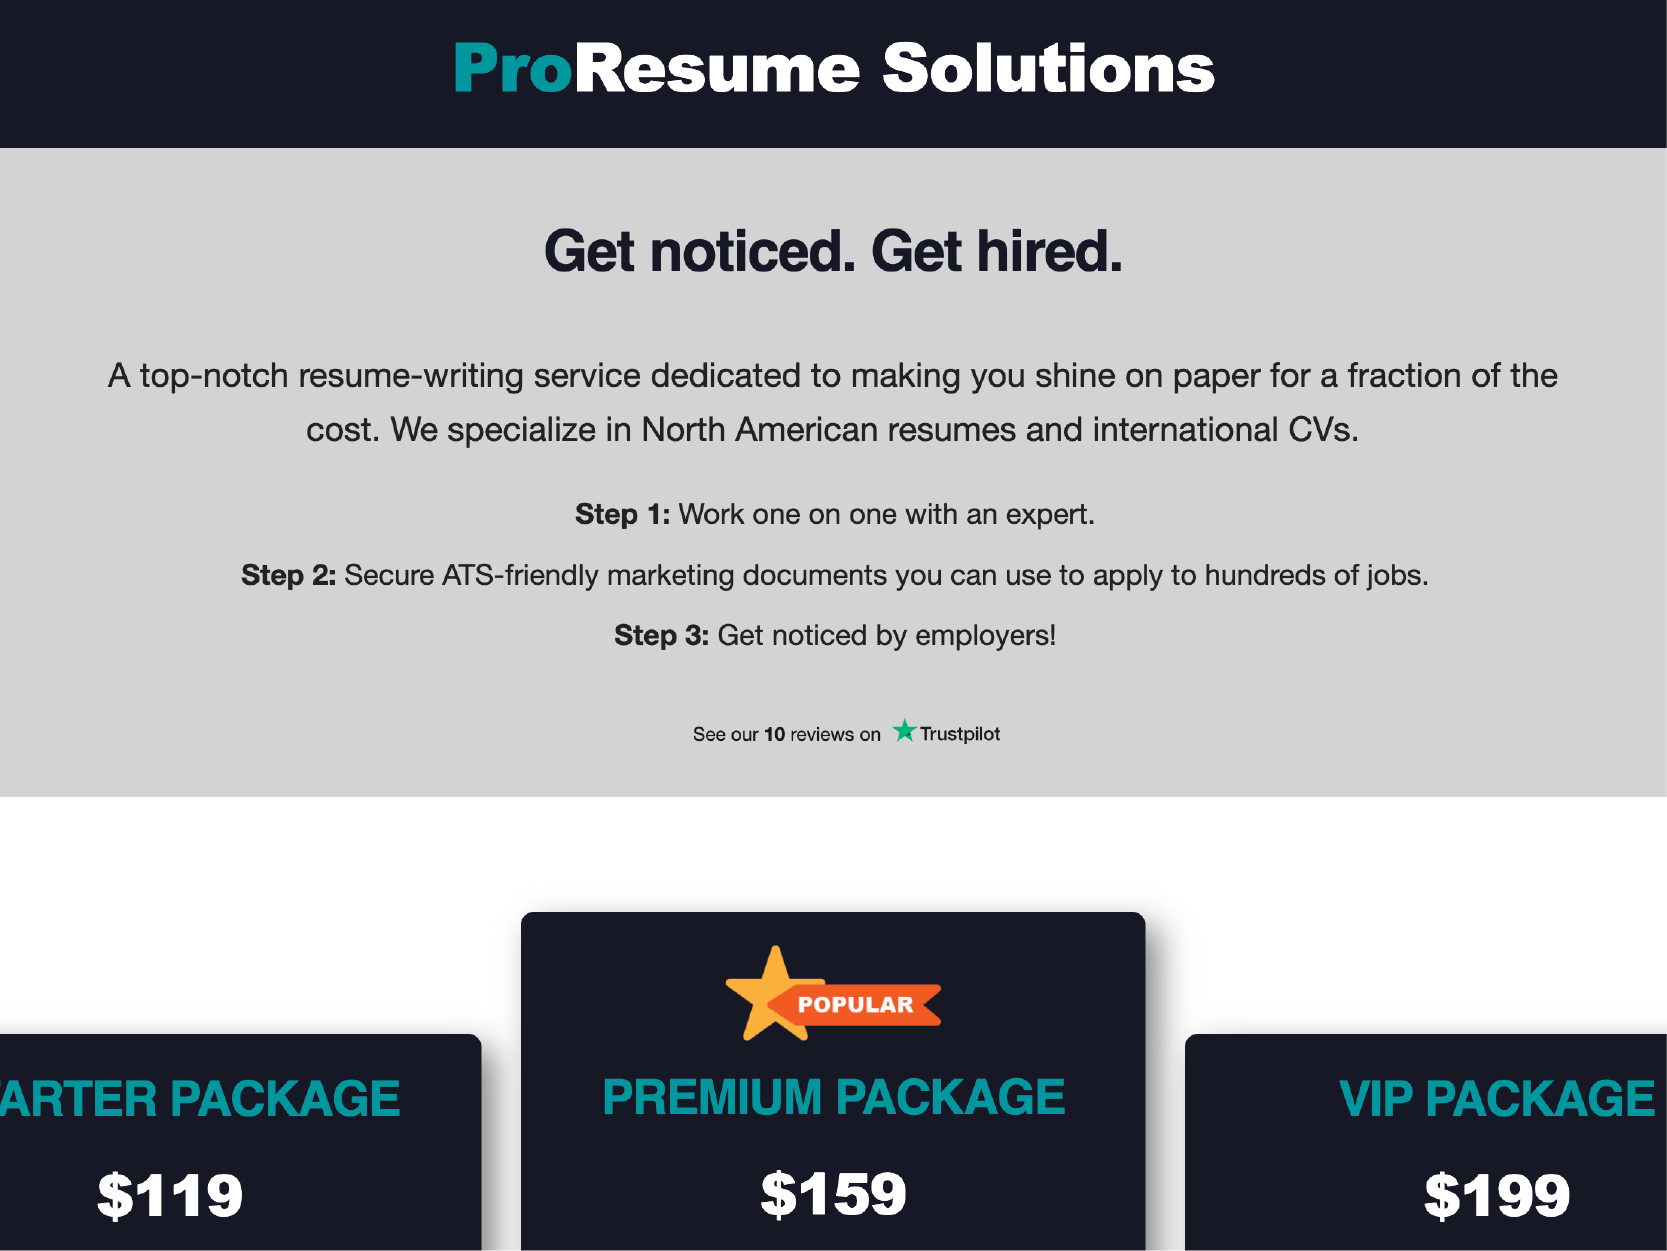 ProResume Solutions
Get noticed. Get hired.
A top-notch resume-writing service dedicated to making you shine on paper for a fraction of the
cost. We specialize in North American resumes and international CVs.
Step 1: Work one on one with an expert.
Step 2: Secure ATS-friendly marketing documents you can use to apply to hundreds of jobs.
Step 3: Get noticed by employers!
See our 10 reviews on Trustpilot
POPULAR
ARTER PACKAGE
$119
PREMIUM PACKAGE
$159
VIP PACKAGE
$199